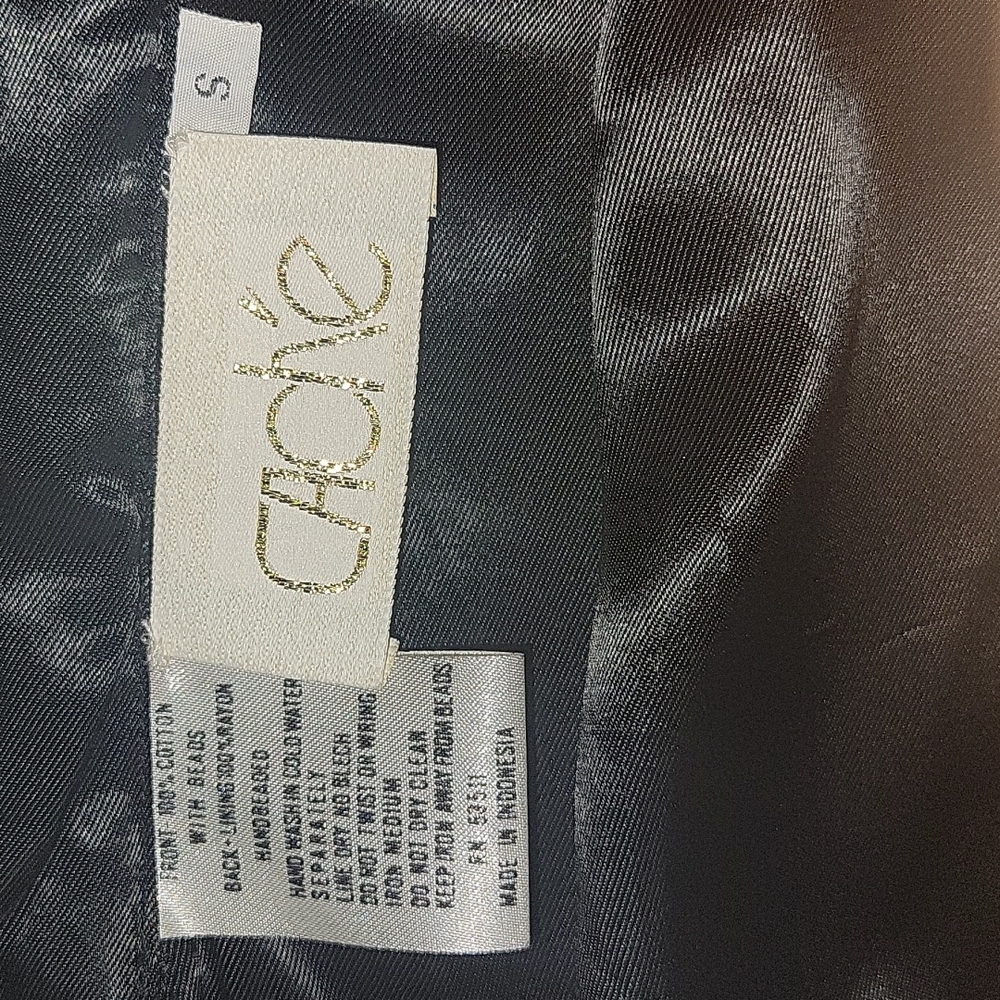 S
CACHé
FRONT 100% COTTON
WITH BEADS
BACK-LINING 100% RAYON
HANDBEADED
HAND WASH IN COLD WATER
SEPARATELY
LINE DRY NO BLECH
DO NOT TWIST OR WRING
IRON MEDIUM
DO NOT DRY CLEAN
KEEP IRON AWAY FROM BEADS
RN 53511
MADE IN INDONESIA